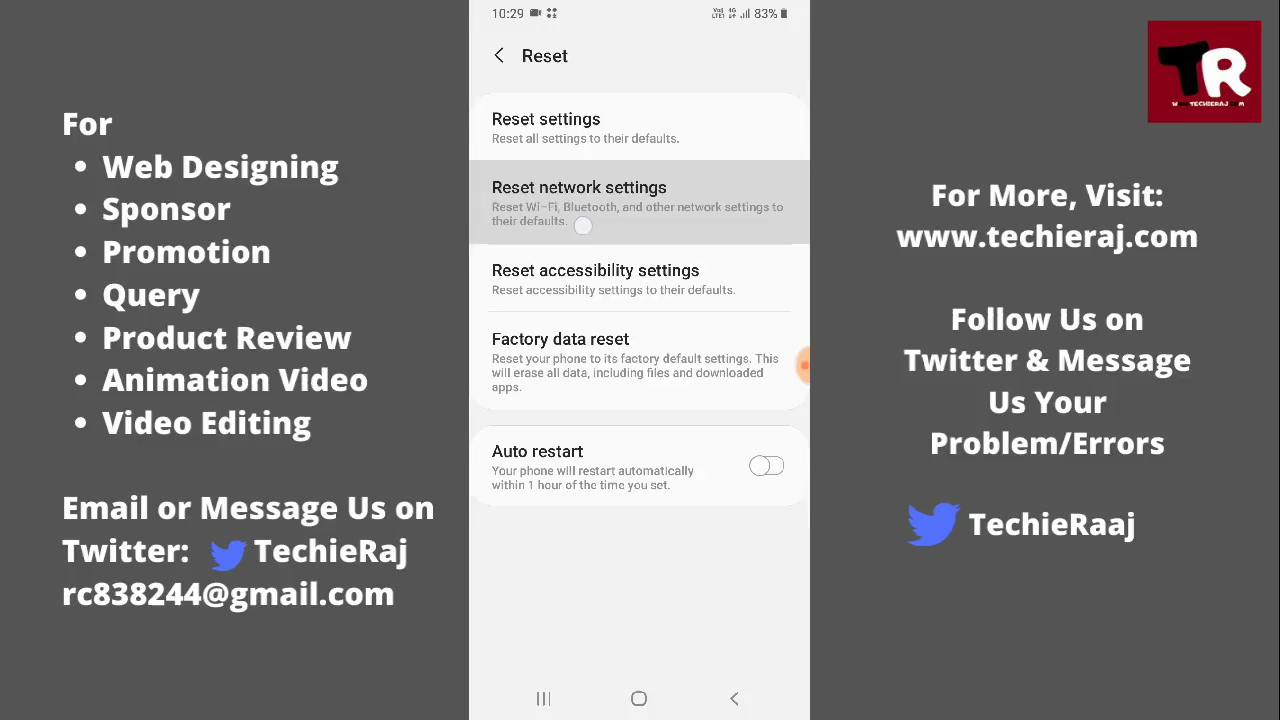 For
• Web Designing
• Sponsor
• Promotion
• Query
• Product Review
• Animation Video
• Video Editing
Email or Message Us on
Twitter: TechieRaj
rc838244@gmail.com
10:29
83%
Reset
Reset settings
Reset all settings to their defaults.
Reset network settings
Reset Wi-Fi, Bluetooth, and other network settings to
their defaults.
Reset accessibility settings
Reset accessibility settings to their defaults.
Factory data reset
Reset your phone to its factory default settings. This
will erase all data, including files and downloaded
apps.
Auto restart
Your phone will restart automatically
within 1 hour of the time you set.
TR
For More, Visit:
www.techieraj.com
Follow Us on
Twitter & Message
Us Your
Problem/Errors
TechieRaaj